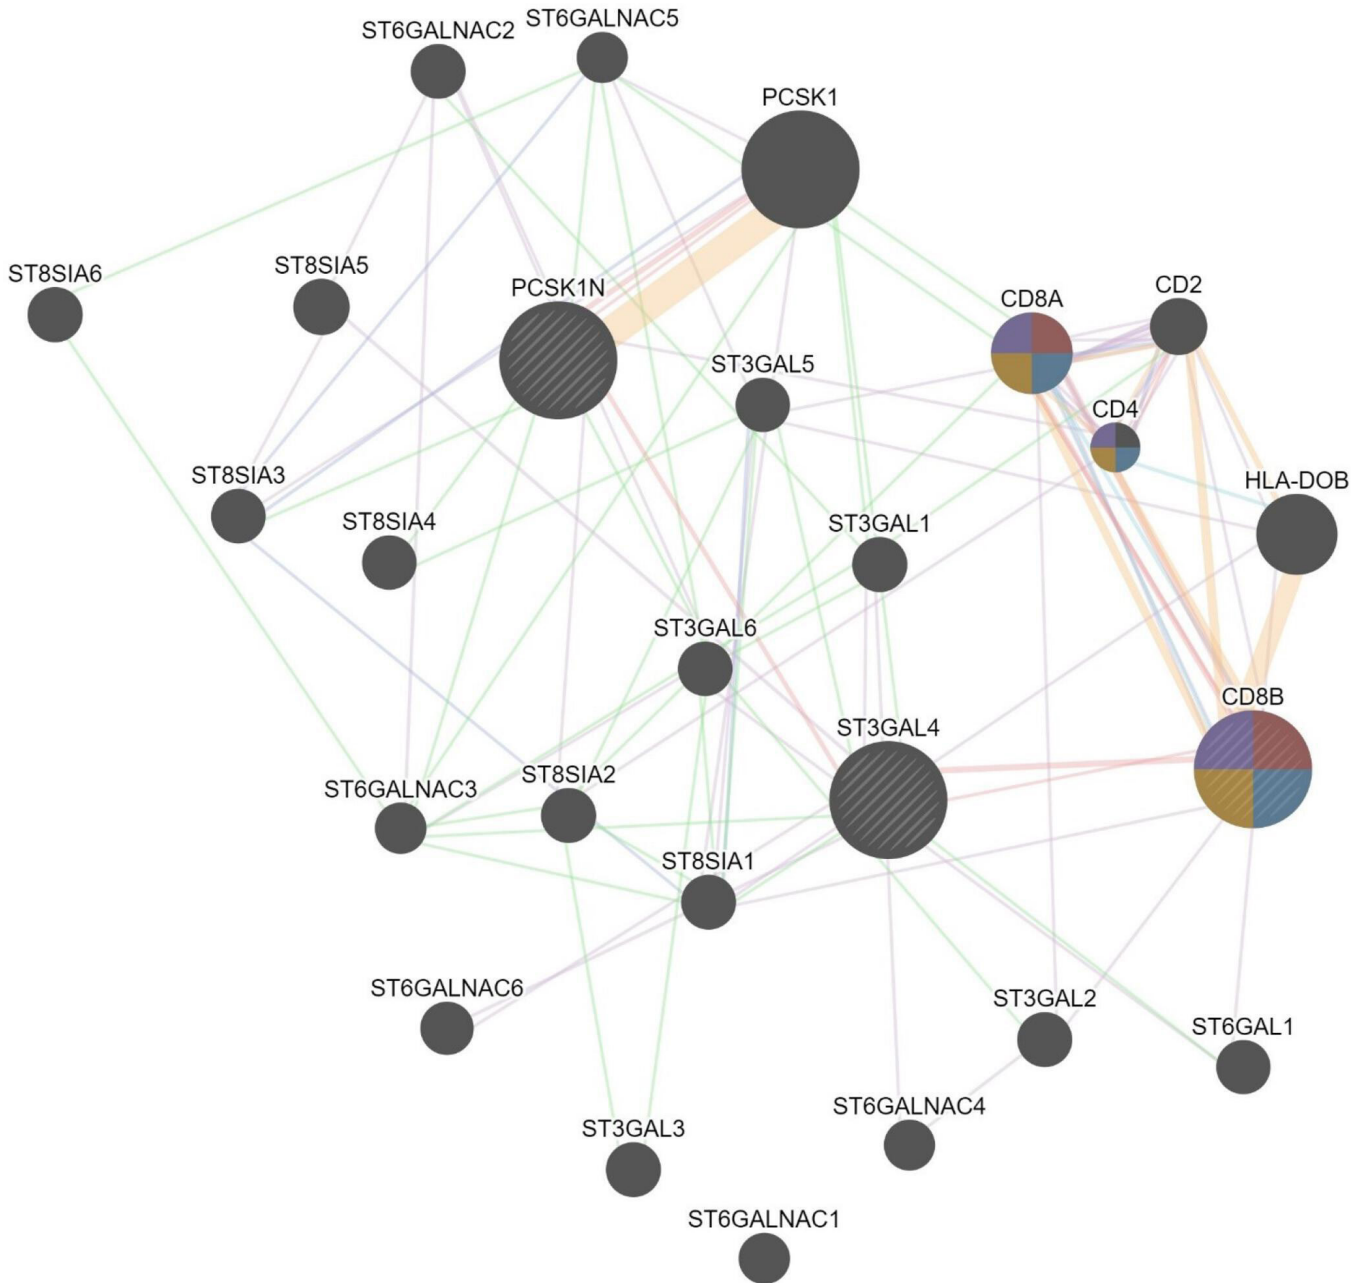 ST6GALNAC5
ST6GALNAC2
PCSK1
ST8SIA6
ST8SIA5
PCSK1N
CD8A
CD2
ST3GAL5
CD4
ST8SIA3
HLA-DOB
ST8SIA4
ST3GAL1
ST3GAL6
CD8B
ST3GAL4
ST6GALNAC3
ST8SIA2
ST8SIA1
ST6GALNAC6
ST3GAL2
ST6GAL1
ST6GALNAC4
ST3GAL3
ST6GALNAC1